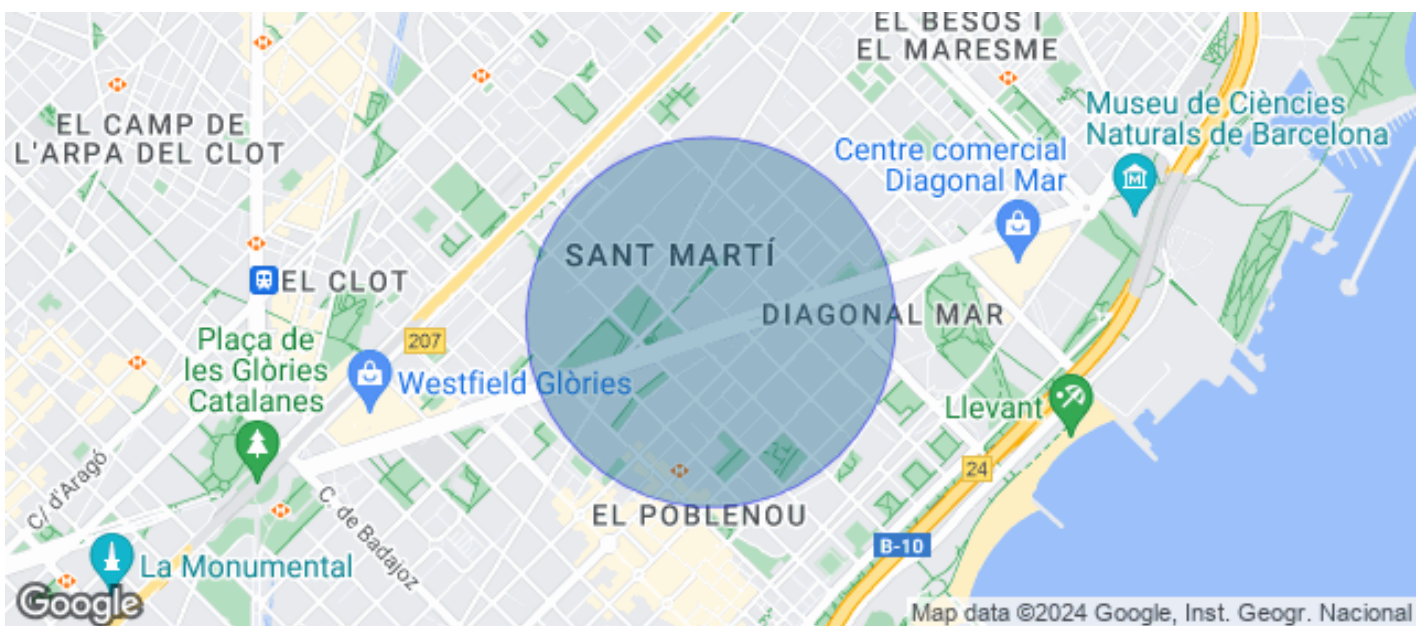 EL BESOS I
EL MARESME
Museu de Ciències
Naturals de Barcelona
EL CAMP DE
L'ARPA DEL CLOT
Centre comercial
Diagonal Mar
SANT MARTÍ
EL CLOT
DIAGONAL MAR
207
Plaça de
les Glòries
Catalanes
Westfield Glòries
Llevant
24
C/ d'Aragó
C. de Badajoz
EL POBLENOU
B-10
La Monumental
Google
Map data ©2024 Google, Inst. Geogr. Nacional